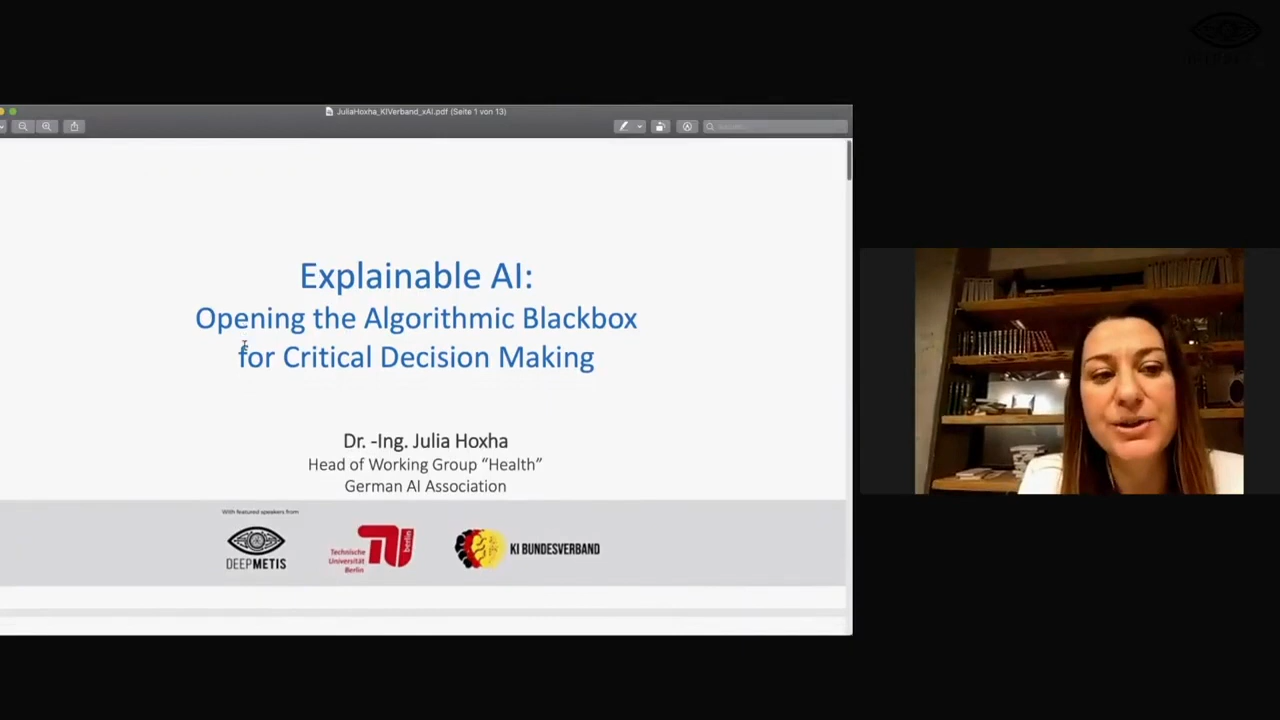 JuliaHoxha_KIVerband_xAI.pdf (Seite 1 von 13)
Explainable AI:
Opening the Algorithmic Blackbox
for Critical Decision Making
Dr. -Ing. Julia Hoxha
Head of Working Group “Health”
German AI Association
With featured speakers from
DEEPMETIS
Technische
Universität
Berlin
berlin
KI BUNDESVERBAND